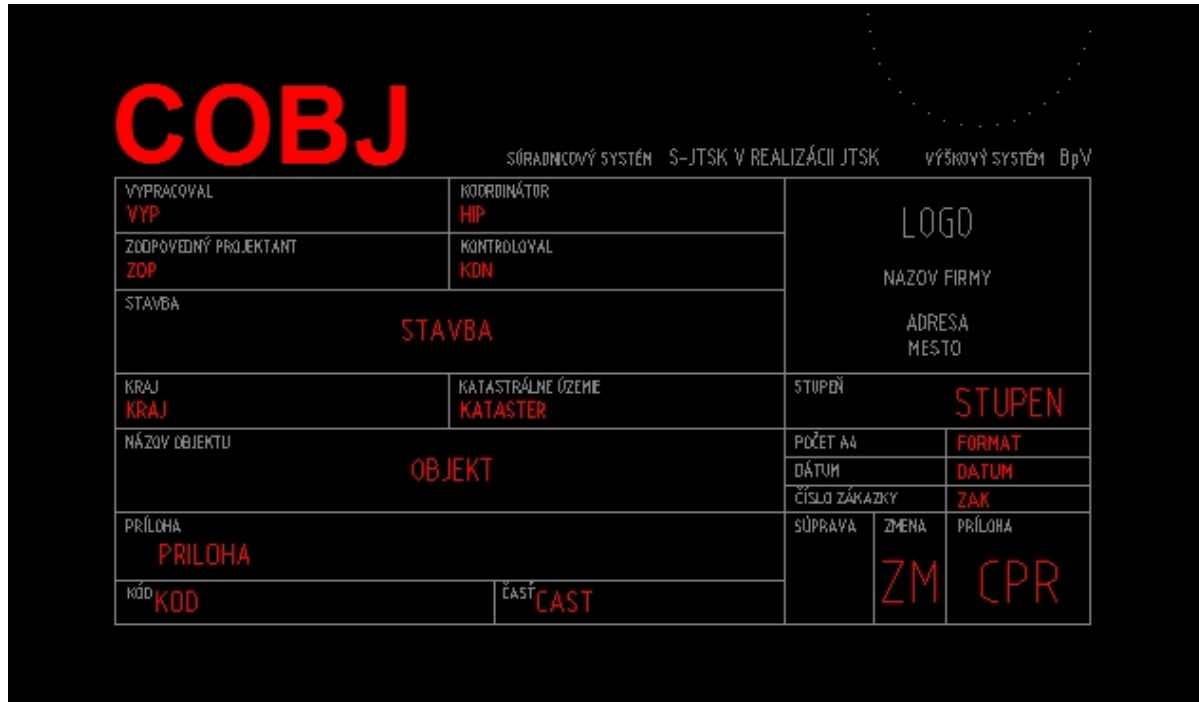 COBJ
SÚRADNICOVÝ SYSTÉM S-JTSK V REALIZÁCII JTSK VÝŠKOVÝ SYSTÉM BpV
VYPRACOVAL KOORDINÁTOR
VYP HIP
LOGO
ZODPOVEDNÝ PROJEKTANT KONTROLOVAL
ZOP KON
NAZOV FIRMY
STAVBA
STAVBA
ADRESA
MESTO
KRAJ KATASTRÁLNE ÚZEMIE STUPEŇ
KRAJ KATASTER STUPEN
NÁZOV OBJEKTU POČET A4 FORMAT
OBJEKT DÁTUM DATUM
ČÍSLO ZÁKAZKY ZAK
PRÍLOHA SÚPRAVA ZMENA PRÍLOHA
PRILOHA
ZM CPR
KÓD KOD ČASŤ CAST